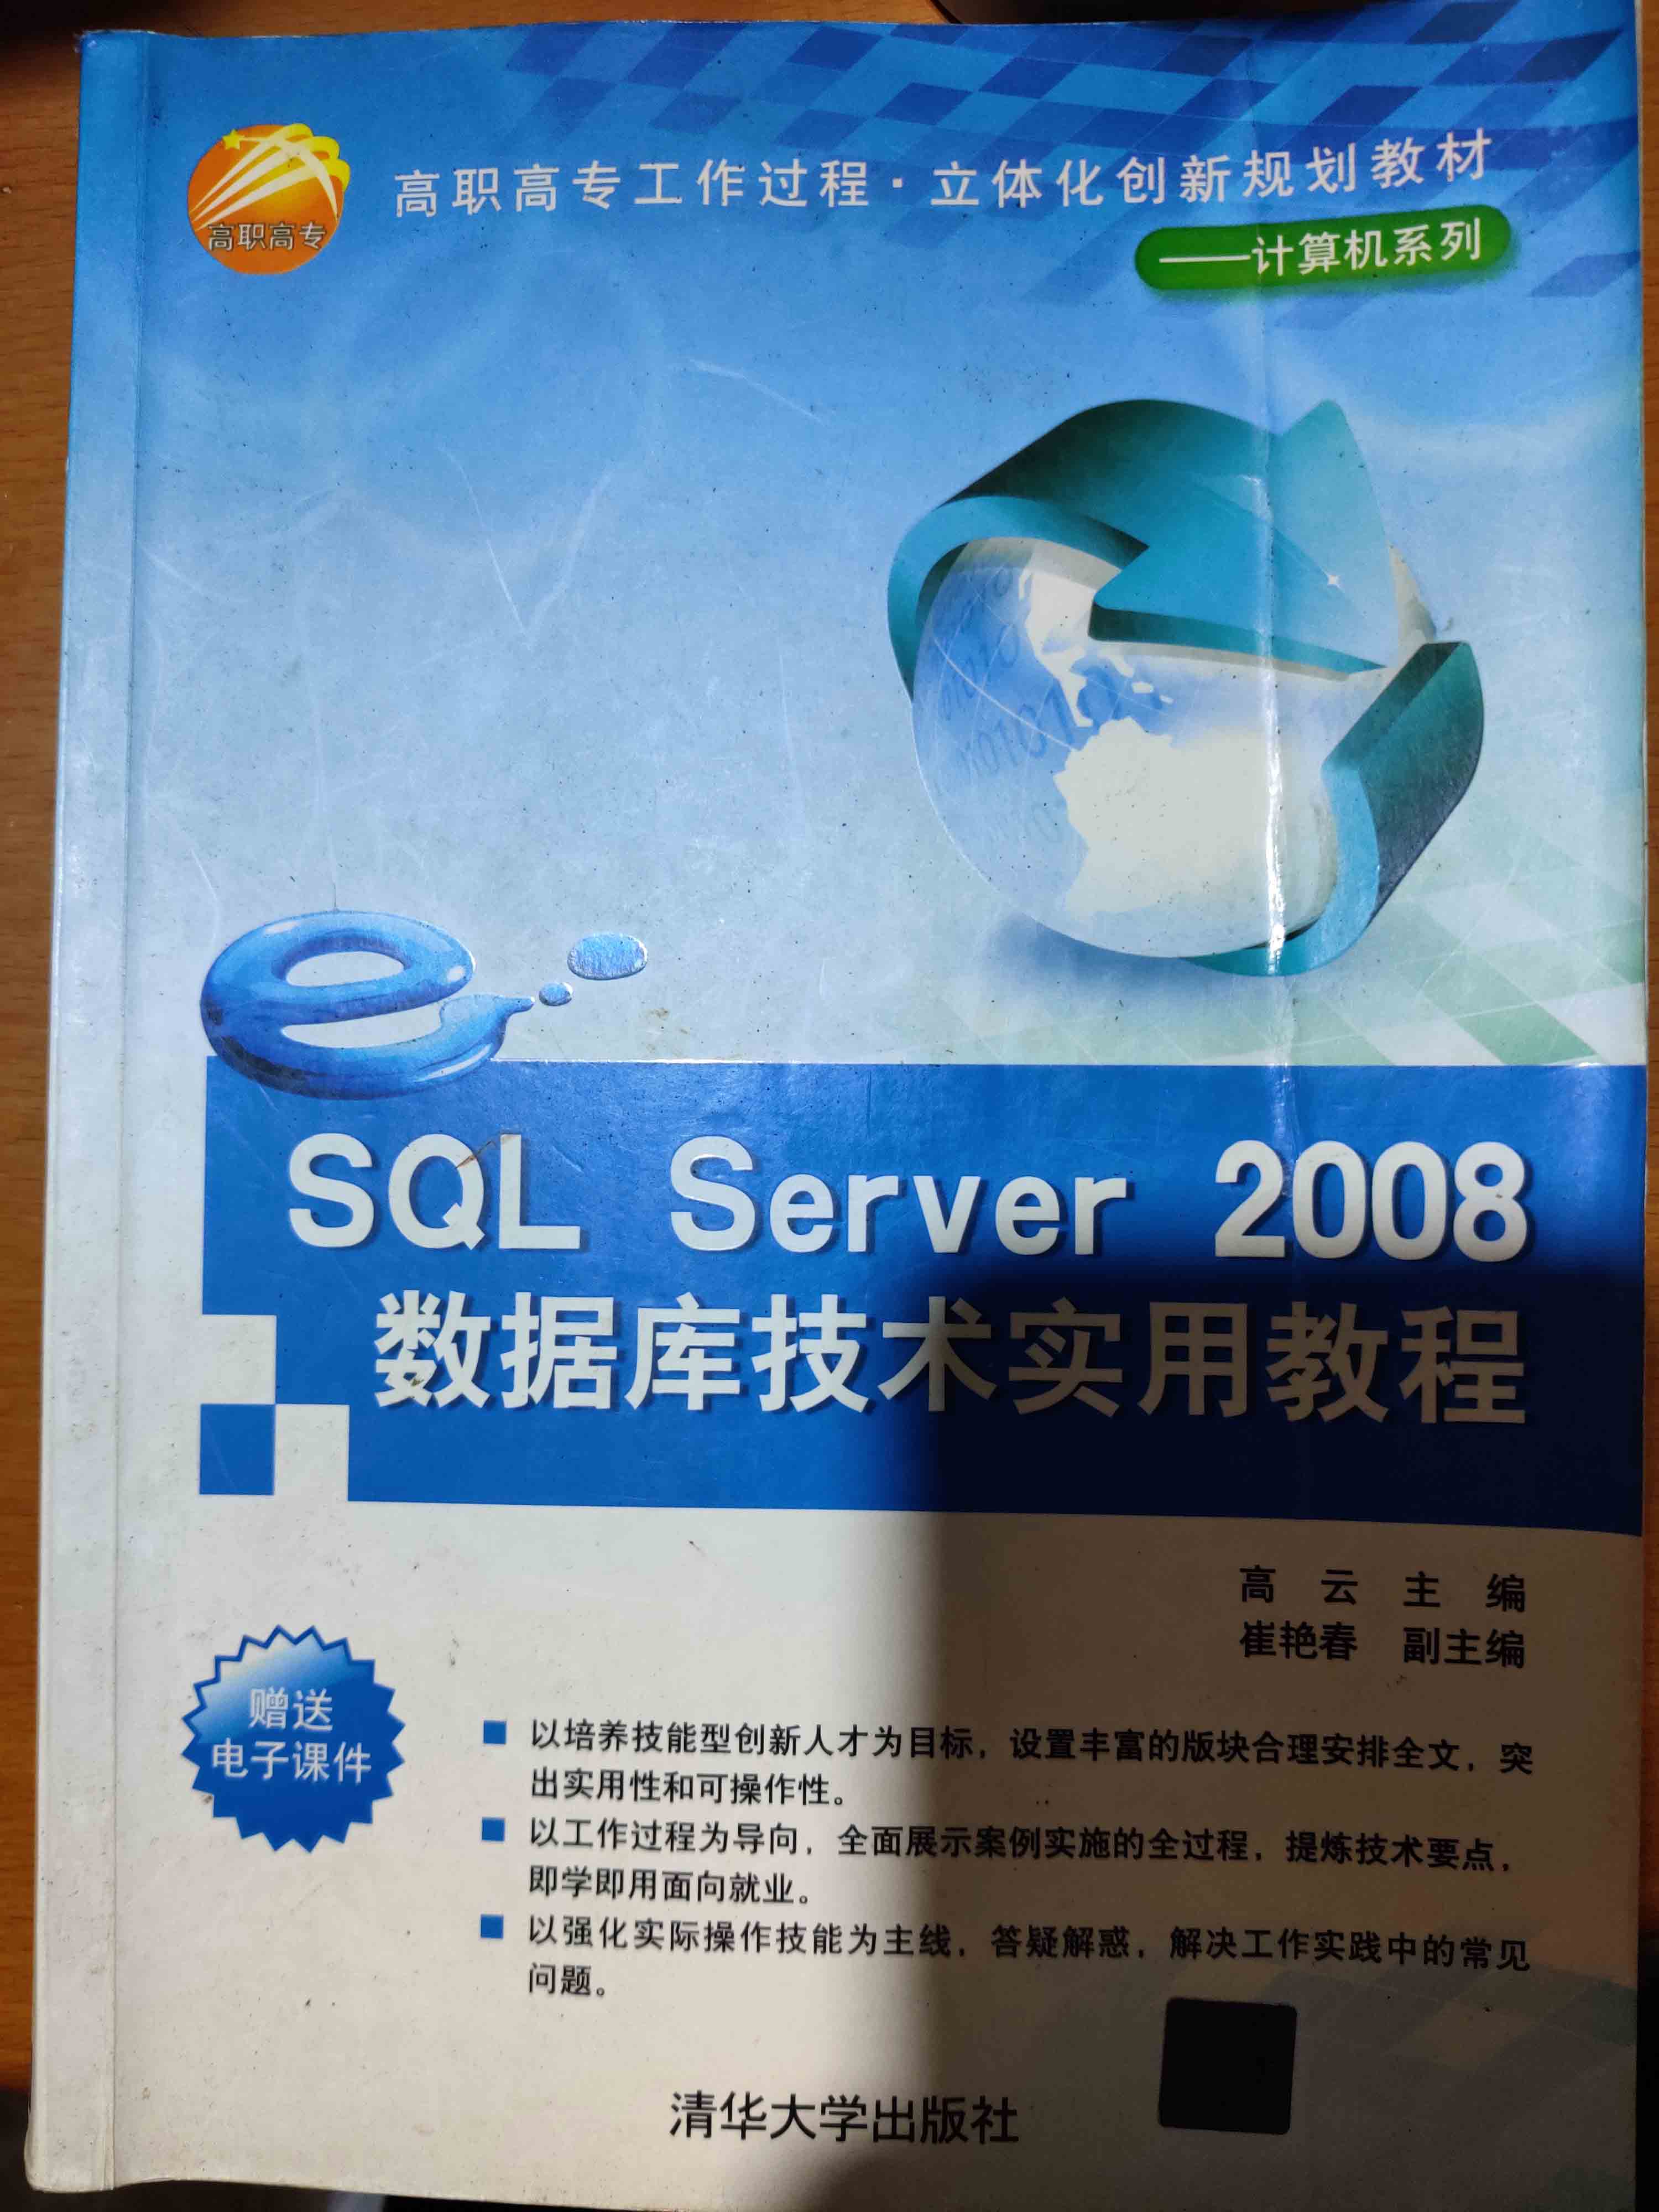 高职高专
高职高专工作过程·立体化创新规划教材
——计算机系列
e
SQL Server 2008
数据库技术实用教程
高 云 主 编
崔艳春 副主编
赠送
电子课件
以培养技能型创新人才为目标，设置丰富的版块合理安排全文，突
出实用性和可操作性。
以工作过程为导向，全面展示案例实施的全过程，提炼技术要点，
即学即用面向就业。
以强化实际操作技能为主线，答疑解惑，解决工作实践中的常见
问题。
清华大学出版社